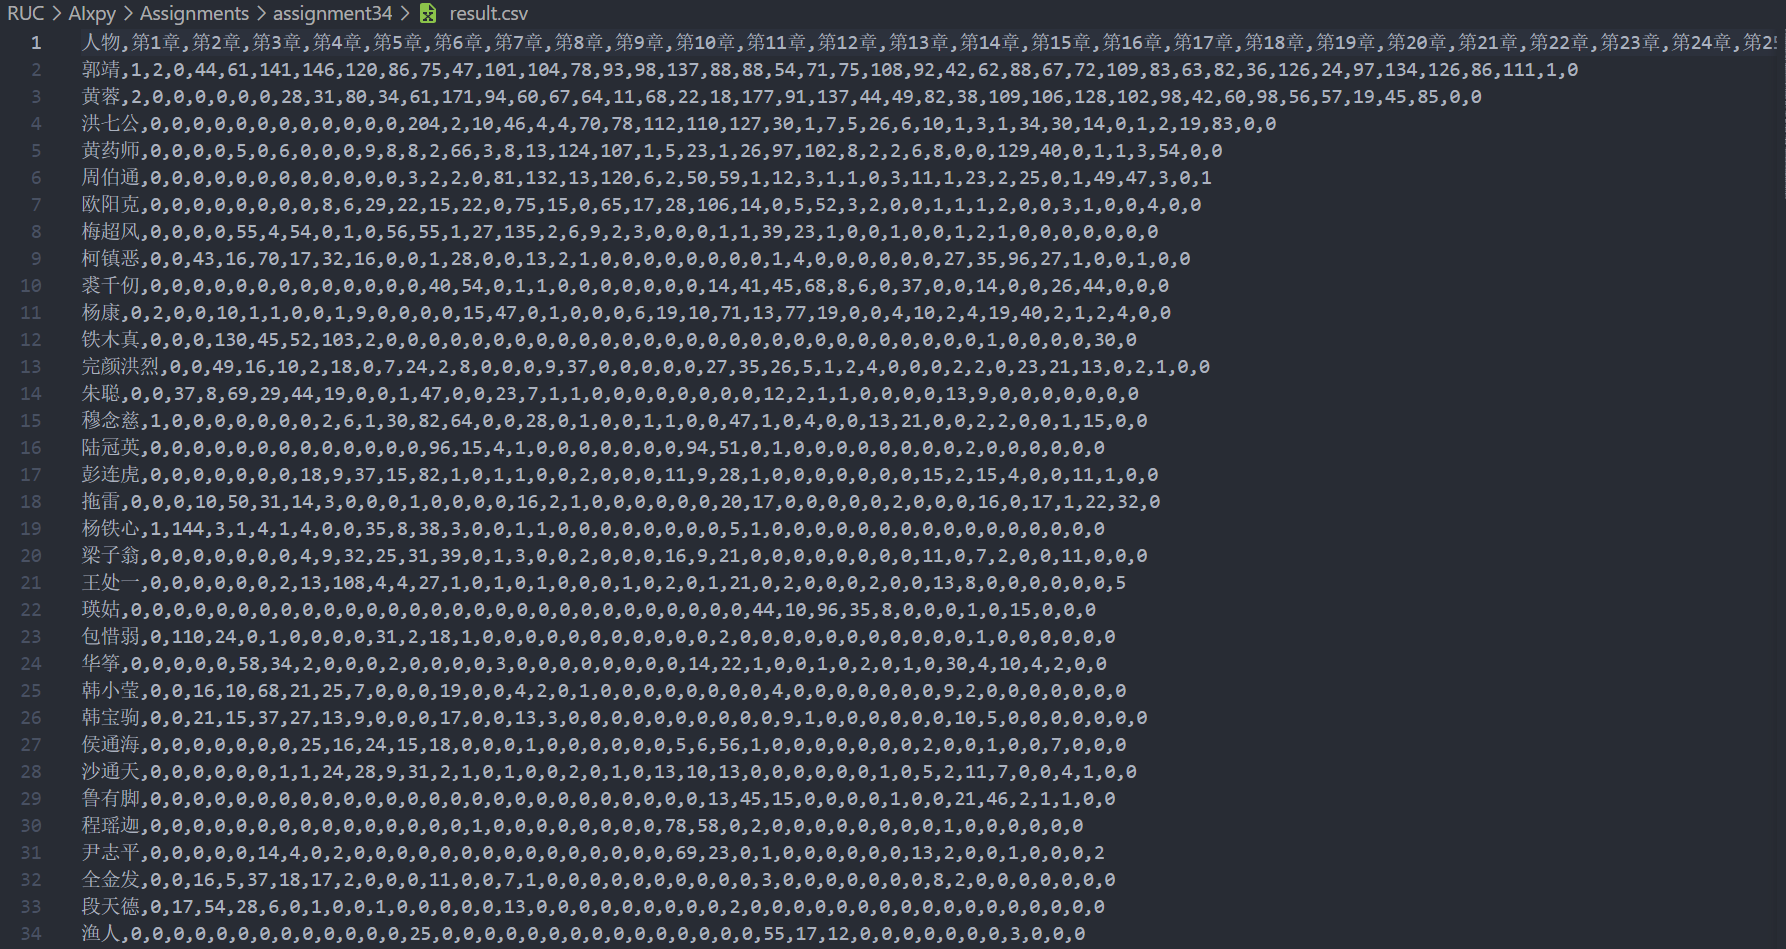 RUC > AIxpy > Assignments > assignment34 > result.csv
1 人物,第1章,第2章,第3章,第4章,第5章,第6章,第7章,第8章,第9章,第10章,第11章,第12章,第13章,第14章,第15章,第16章,第17章,第18章,第19章,第20章,第21章,第22章,第23章,第24章,第25
2 郭靖,1,2,0,44,61,141,146,120,86,75,47,101,104,78,93,98,137,88,88,54,71,75,108,92,42,62,88,67,72,109,83,63,82,36,126,24,97,134,126,86,111,1,0
3 黄蓉,2,0,0,0,0,0,0,28,31,80,34,61,171,94,60,67,64,11,68,22,18,177,91,137,44,49,82,38,109,106,128,102,98,42,60,98,56,57,19,45,85,0,0
4 洪七公,0,0,0,0,0,0,0,0,0,0,0,0,204,2,10,46,4,4,70,78,112,110,127,30,1,7,5,26,6,10,1,3,1,34,30,14,0,1,2,19,83,0,0
5 黄药师,0,0,0,0,5,0,6,0,0,0,9,8,8,2,66,3,8,13,124,107,1,5,23,1,26,97,102,8,2,2,6,8,0,0,129,40,0,1,1,3,54,0,0
6 周伯通,0,0,0,0,0,0,0,0,0,0,0,0,3,2,2,0,81,132,13,120,6,2,50,59,1,12,3,1,1,0,3,11,1,23,2,25,0,1,49,47,3,0,1
7 欧阳克,0,0,0,0,0,0,0,0,8,6,29,22,15,22,0,75,15,0,65,17,28,106,14,0,5,52,3,2,0,0,1,1,1,2,0,0,3,1,0,0,4,0,0
8 梅超风,0,0,0,0,55,4,54,0,1,0,56,55,1,27,135,2,6,9,2,3,0,0,0,1,1,39,23,1,0,0,1,0,0,1,2,1,0,0,0,0,0,0,0
9 柯镇恶,0,0,43,16,70,17,32,16,0,0,1,28,0,0,13,2,1,0,0,0,0,0,0,0,0,1,4,0,0,0,0,0,0,27,35,96,27,1,0,0,1,0,0
10 裘千仞,0,0,0,0,0,0,0,0,0,0,0,0,0,40,54,0,1,1,0,0,0,0,0,0,0,14,41,45,68,8,6,0,37,0,0,14,0,0,26,44,0,0,0
11 杨康,0,2,0,0,10,1,1,0,0,1,9,0,0,0,0,15,47,0,1,0,0,0,6,19,10,71,13,77,19,0,0,4,10,2,4,19,40,2,1,2,4,0,0
12 铁木真,0,0,0,130,45,52,103,2,0,0,0,0,0,0,0,0,0,0,0,0,0,0,0,0,0,0,0,0,0,0,0,0,0,0,0,0,1,0,0,0,0,30,0
13 完颜洪烈,0,0,49,16,10,2,18,0,7,24,2,8,0,0,0,9,37,0,0,0,0,0,27,35,26,5,1,2,4,0,0,0,2,2,0,23,21,13,0,2,1,0,0
14 朱聪,0,0,37,8,69,29,44,19,0,0,1,47,0,0,23,7,1,1,0,0,0,0,0,0,0,0,12,2,1,1,0,0,0,0,13,9,0,0,0,0,0,0,0
15 穆念慈,1,0,0,0,0,0,0,0,2,6,1,30,82,64,0,0,28,0,1,0,0,1,1,0,0,47,1,0,4,0,0,13,21,0,0,2,2,0,0,1,15,0,0
16 陆冠英,0,0,0,0,0,0,0,0,0,0,0,0,0,96,15,4,1,0,0,0,0,0,0,0,94,51,0,1,0,0,0,0,0,0,0,0,2,0,0,0,0,0,0
17 彭连虎,0,0,0,0,0,0,0,18,9,37,15,82,1,0,1,1,0,0,2,0,0,0,11,9,28,1,0,0,0,0,0,0,0,15,2,15,4,0,0,11,1,0,0
18 拖雷,0,0,0,10,50,31,14,3,0,0,0,1,0,0,0,0,16,2,1,0,0,0,0,0,0,20,17,0,0,0,0,0,2,0,0,0,16,0,17,1,22,32,0
19 杨铁心,1,144,3,1,4,1,4,0,0,35,8,38,3,0,0,1,1,0,0,0,0,0,0,0,0,5,1,0,0,0,0,0,0,0,0,0,0,0,0,0,0,0,0
20 梁子翁,0,0,0,0,0,0,0,4,9,32,25,31,39,0,1,3,0,0,2,0,0,0,16,9,21,0,0,0,0,0,0,0,0,11,0,7,2,0,0,11,0,0,0
21 王处一,0,0,0,0,0,0,2,13,108,4,4,27,1,0,1,0,1,0,0,0,1,0,2,0,1,21,0,2,0,0,0,2,0,0,13,8,0,0,0,0,0,0,5
22 瑛姑,0,0,0,0,0,0,0,0,0,0,0,0,0,0,0,0,0,0,0,0,0,0,0,0,0,0,0,0,44,10,96,35,8,0,0,0,1,0,15,0,0,0
23 包惜弱,0,110,24,0,1,0,0,0,0,31,2,18,1,0,0,0,0,0,0,0,0,0,0,0,2,0,0,0,0,0,0,0,0,0,0,0,1,0,0,0,0,0,0
24 华筝,0,0,0,0,0,58,34,2,0,0,0,2,0,0,0,0,3,0,0,0,0,0,0,0,0,14,22,1,0,0,1,0,2,0,1,0,30,4,10,4,2,0,0
25 韩小莹,0,0,16,10,68,21,25,7,0,0,0,19,0,0,4,2,0,1,0,0,0,0,0,0,0,0,4,0,0,0,0,0,0,0,9,2,0,0,0,0,0,0,0
26 韩宝驹,0,0,21,15,37,27,13,9,0,0,0,17,0,0,13,3,0,0,0,0,0,0,0,0,0,0,9,1,0,0,0,0,0,0,10,5,0,0,0,0,0,0,0
27 侯通海,0,0,0,0,0,0,0,25,16,24,15,18,0,0,0,1,0,0,0,0,0,0,5,6,56,1,0,0,0,0,0,0,0,2,0,0,1,0,0,7,0,0,0
28 沙通天,0,0,0,0,0,0,1,1,24,28,9,31,2,1,0,1,0,0,2,0,1,0,13,10,13,0,0,0,0,0,0,1,0,5,2,11,7,0,0,4,1,0,0
29 鲁有脚,0,0,0,0,0,0,0,0,0,0,0,0,0,0,0,0,0,0,0,0,0,0,0,0,0,0,13,45,15,0,0,0,0,1,0,0,21,46,2,1,1,0,0
30 程瑶迦,0,0,0,0,0,0,0,0,0,0,0,0,0,0,0,1,0,0,0,0,0,0,0,0,78,58,0,2,0,0,0,0,0,0,0,0,1,0,0,0,0,0,0
31 尹志平,0,0,0,0,0,14,4,0,2,0,0,0,0,0,0,0,0,0,0,0,0,0,0,0,69,23,0,1,0,0,0,0,0,0,13,2,0,0,1,0,0,0,2
32 全金发,0,0,16,5,37,18,17,2,0,0,0,11,0,0,7,1,0,0,0,0,0,0,0,0,0,0,3,0,0,0,0,0,0,0,8,2,0,0,0,0,0,0,0
33 段天德,0,17,54,28,6,0,1,0,0,1,0,0,0,0,0,13,0,0,0,0,0,0,0,0,0,2,0,0,0,0,0,0,0,0,0,0,0,0,0,0,0,0,0
34 渔人,0,0,0,0,0,0,0,0,0,0,0,0,0,25,0,0,0,0,0,0,0,0,0,0,0,0,0,0,0,55,17,12,0,0,0,0,0,0,0,3,0,0,0